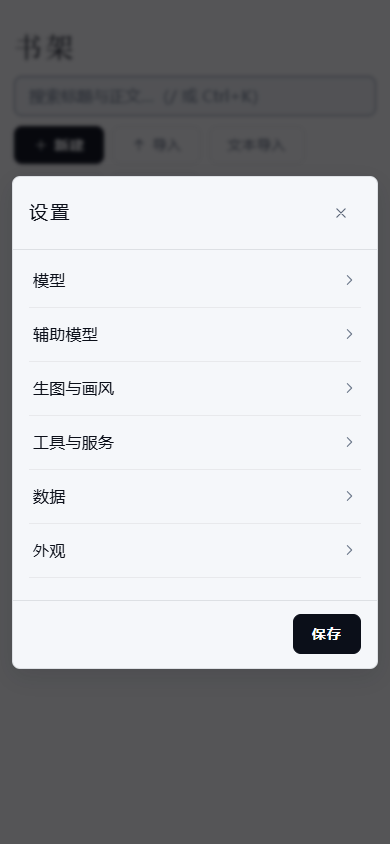 书架
搜索标题与正文… (/ 或 Ctrl+K)
+ 新建
↑ 导入
文本导入
设置
×
模型
辅助模型
生图与画风
工具与服务
数据
外观
保存